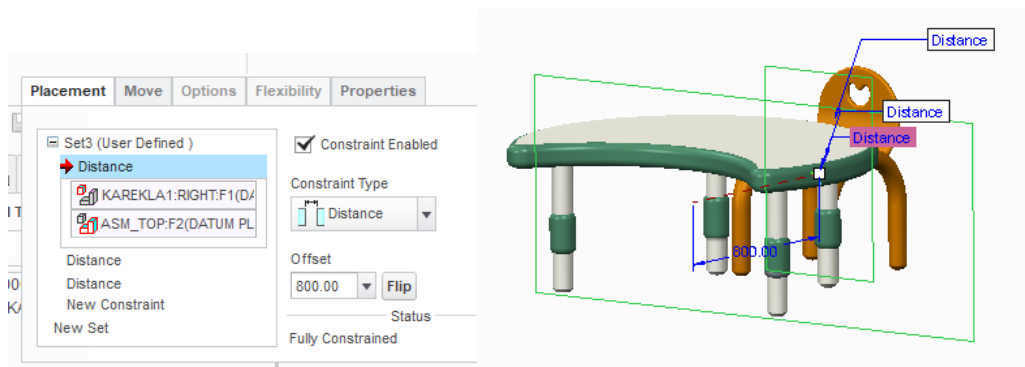 Placement Move Options Flexibility Properties
Set3 (User Defined )
Distance
KAREKLA1:RIGHT:F1(DA
ASM_TOP:F2(DATUM PL
Distance
Distance
New Constraint
New Set
Constraint Enabled
Constraint Type
Distance
Offset
800.00 Flip
Status
Fully Constrained
Distance
Distance
Distance
800.00